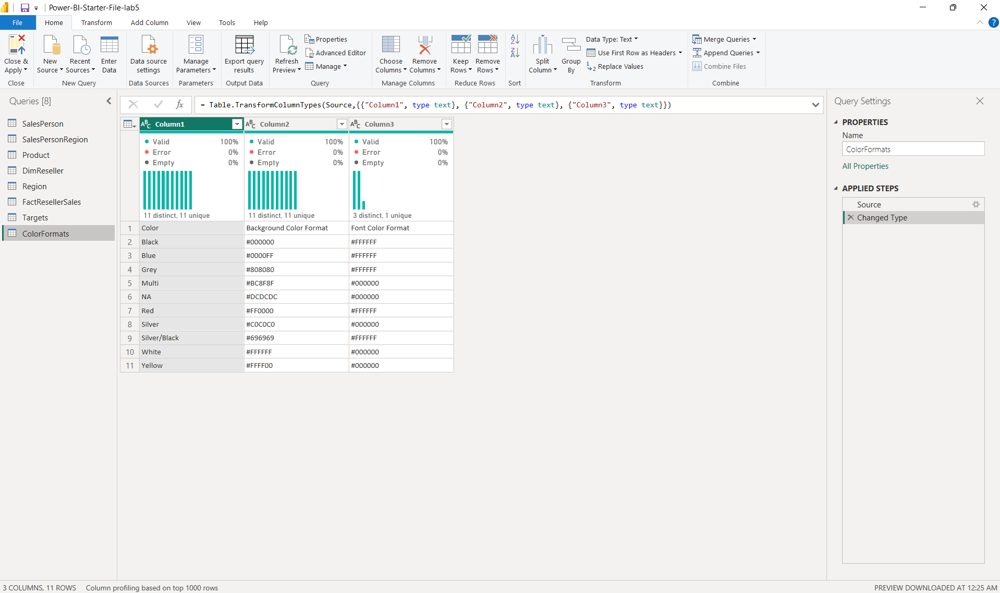 Power-BI-Starter-File-lab5
File Home Transform Add Column View Tools Help
Close & Apply
New Source
Recent Sources
Enter Data
Data source settings
Manage Parameters
Export query results
Refresh Preview
Properties
Advanced Editor
Manage
Choose Columns
Remove Columns
Keep Rows
Remove Rows
Split Column
Group By
Data Type: Text
Use First Row as Headers
Replace Values
Merge Queries
Append Queries
Combine Files
Close New Query Data Sources Parameters Output Data Query Manage Columns Reduce Rows Sort Transform Combine
Queries [8]
SalesPerson
SalesPersonRegion
Product
DimReseller
Region
FactResellerSales
Targets
ColorFormats
fx = Table.TransformColumnTypes(Source,{{"Column1", type text}, {"Column2", type text}, {"Column3", type text}})
ABC Column1 ABC Column2 ABC Column3
Valid 100% Valid 100% Valid 100%
Error 0% Error 0% Error 0%
Empty 0% Empty 0% Empty 0%
11 distinct, 11 unique 11 distinct, 11 unique 3 distinct, 1 unique
1 Color Background Color Format Font Color Format
2 Black #000000 #FFFFFF
3 Blue #0000FF #FFFFFF
4 Grey #808080 #FFFFFF
5 Multi #BC8F8F #000000
6 NA #DCDCDC #000000
7 Red #FF0000 #FFFFFF
8 Silver #C0C0C0 #000000
9 Silver/Black #696969 #FFFFFF
10 White #FFFFFF #000000
11 Yellow #FFFF00 #000000
Query Settings
PROPERTIES
Name
ColorFormats
All Properties
APPLIED STEPS
Source
Changed Type
3 COLUMNS, 11 ROWS Column profiling based on top 1000 rows PREVIEW DOWNLOADED AT 12:25 AM